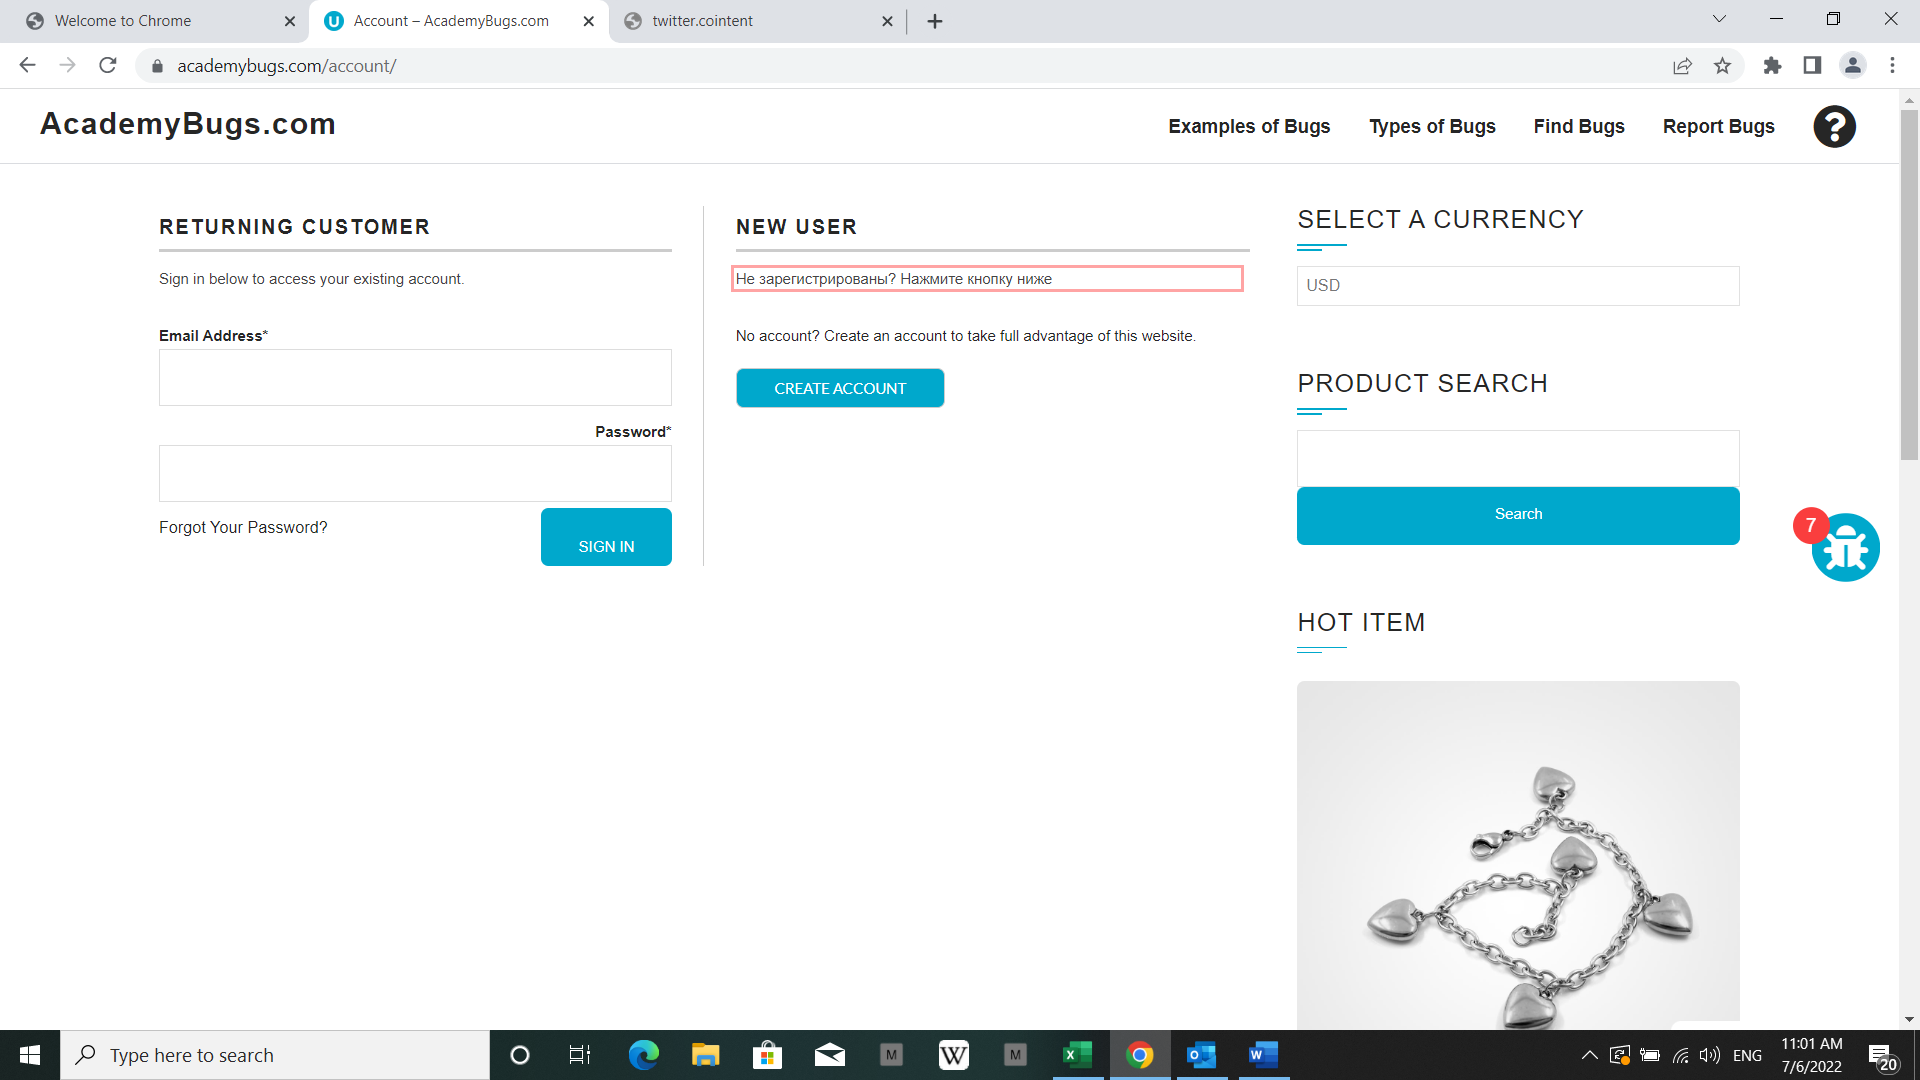 Welcome to Chrome
Account – AcademyBugs.com
twitter.cointent
academybugs.com/account/
AcademyBugs.com
Examples of Bugs
Types of Bugs
Find Bugs
Report Bugs
?
RETURNING CUSTOMER
Sign in below to access your existing account.
Email Address*
Password*
Forgot Your Password?
SIGN IN
NEW USER
Не зарегистрированы? Нажмите кнопку ниже
No account? Create an account to take full advantage of this website.
CREATE ACCOUNT
SELECT A CURRENCY
USD
PRODUCT SEARCH
Search
7
HOT ITEM
Type here to search
M
W
M
X
O
W
ENG
11:01 AM
7/6/2022
20